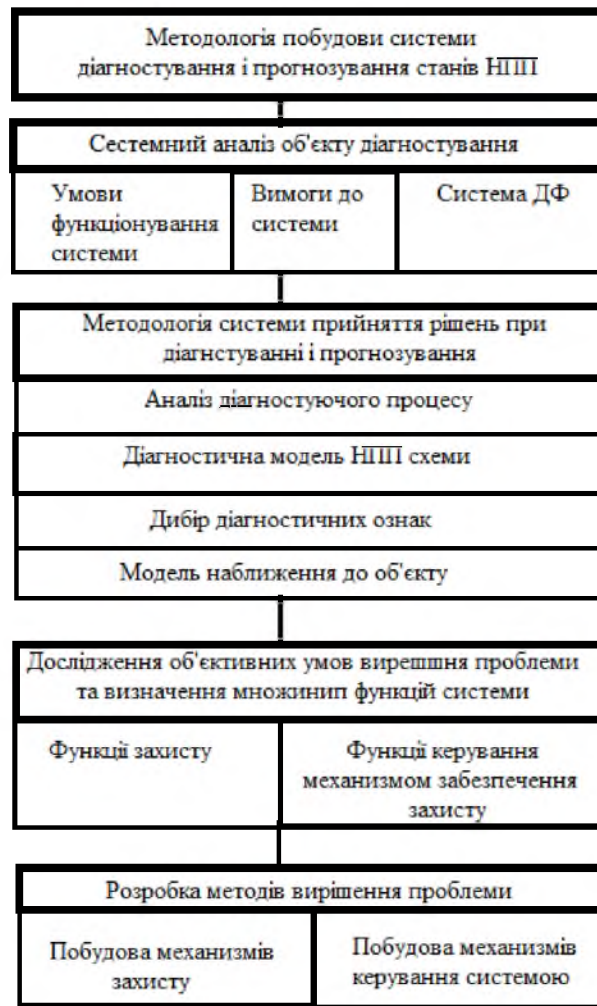 Методологія побудови системи
діагностування і прогнозування станів НПП
Сестемний аналіз об'єкту діагностування
Умови
функціонування
системи
Вимоги до
системи
Система ДФ
Методологія системи прийняття рішень при
діагнстуванні і прогнозування
Аналіз діагностуючого процесу
Діагностична модель НПП схеми
Дибір діагностичних ознак
Модель наближення до об'єкту
Дослідження об'єктивних умов вирешшня проблеми
та визначення множинип функцій системи
Функції захисту
Функції керування
механізмом забезпечення
захисту
Розробка методів вирішення проблеми
Побудова механізмів
захисту
Побудова механізмів
керування системою